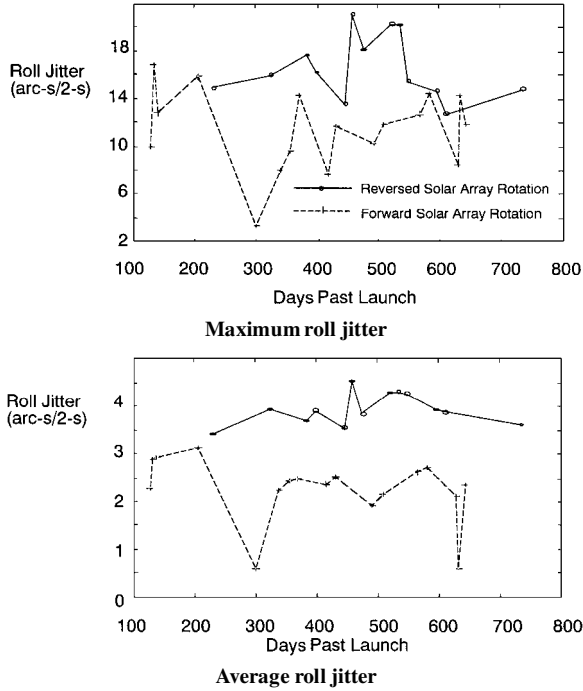 18
Roll Jitter
(arc-s/2-s)
14
10
6
2
Reversed Solar Array Rotation
Forward Solar Array Rotation
100 200 300 400 500 600 700 800
Days Past Launch
Maximum roll jitter
Roll Jitter
(arc-s/2-s)
4
3
2
1
0
100 200 300 400 500 600 700 800
Days Past Launch
Average roll jitter